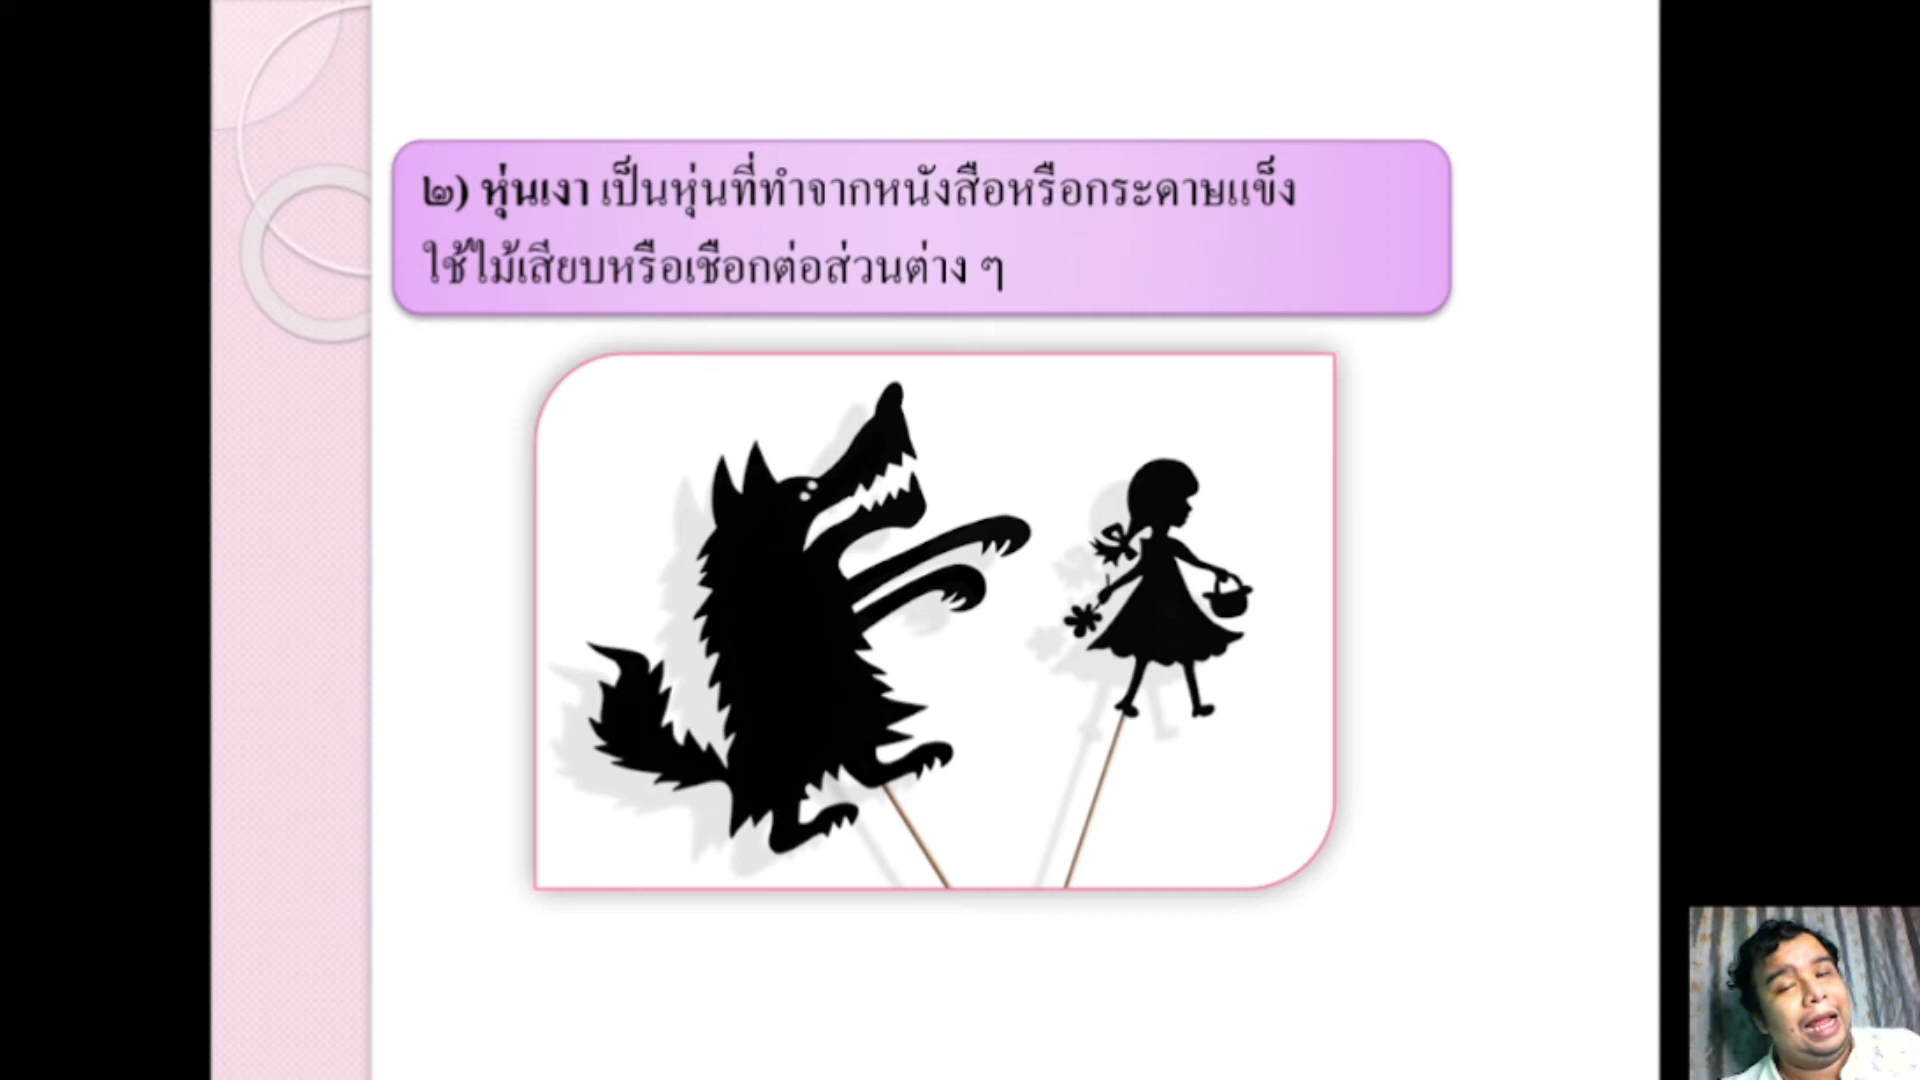 ๒) หุ่นเงา เป็นหุ่นที่ทำจากหนังสือหรือกระดาษแข็ง
ใช้ไม้เสียบหรือเชือกต่อส่วนต่าง ๆ